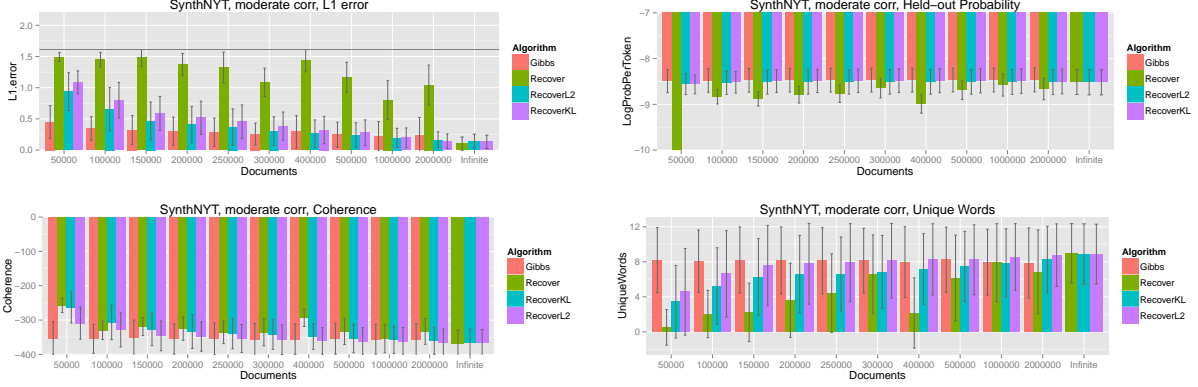 SynthNYT, moderate corr, L1 error
2.0
1.5
1.0
0.5
0.0
L1.error
50000 100000 150000 200000 250000 300000 400000 500000 1000000 2000000 Infinite
Documents
Algorithm
Gibbs
Recover
RecoverL2
RecoverKL
SynthNYT, moderate corr, Held-out Probability
−7
−8
−9
−10
LogProbPerToken
50000 100000 150000 200000 250000 300000 400000 500000 1000000 2000000 Infinite
Documents
Algorithm
Gibbs
Recover
RecoverL2
RecoverKL
SynthNYT, moderate corr, Coherence
0
−100
−200
−300
−400
Coherence
50000 100000 150000 200000 250000 300000 400000 500000 1000000 2000000 Infinite
Documents
Algorithm
Gibbs
Recover
RecoverKL
RecoverL2
SynthNYT, moderate corr, Unique Words
12
8
4
0
UniqueWords
50000 100000 150000 200000 250000 300000 400000 500000 1000000 2000000 Infinite
Documents
Algorithm
Gibbs
Recover
RecoverKL
RecoverL2